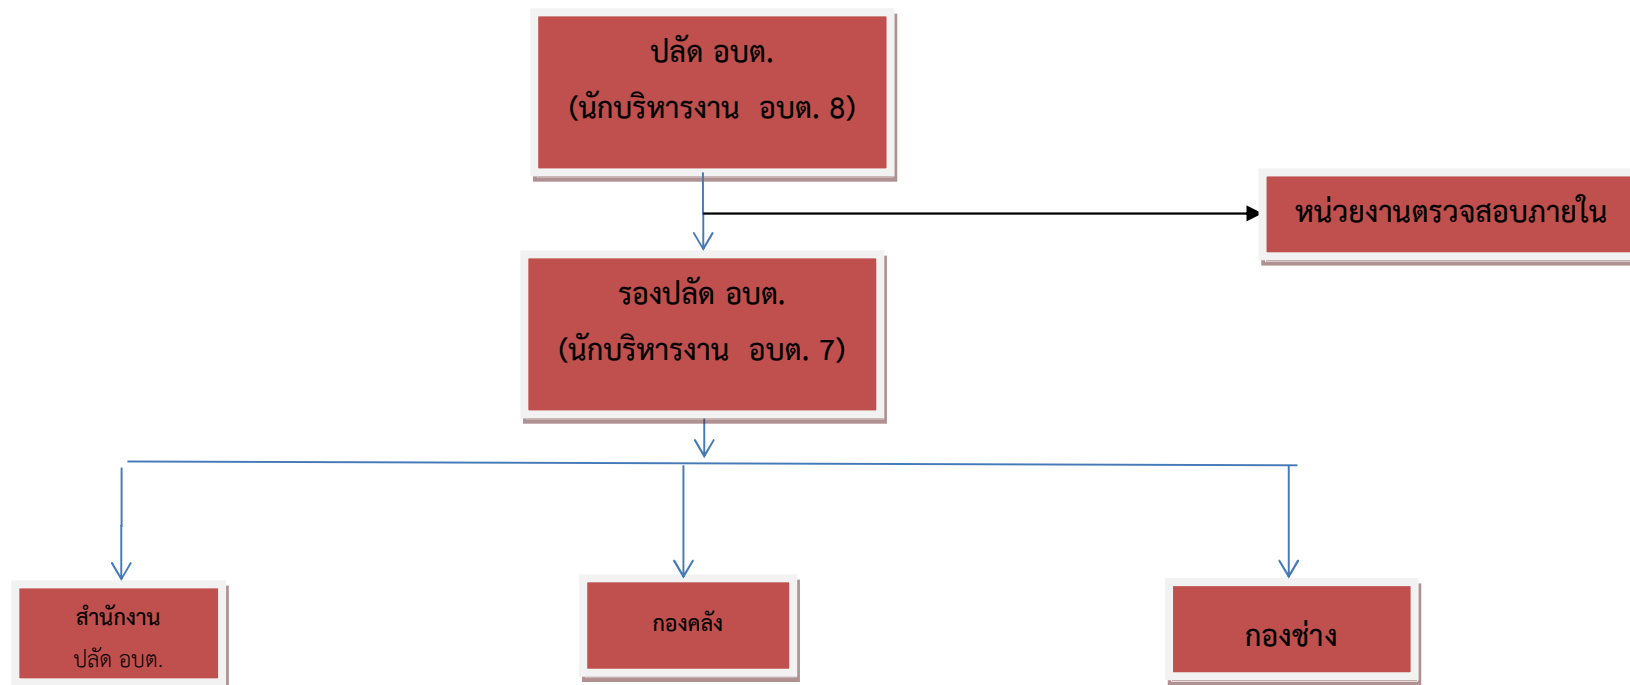 ปลัด อบต.
(นักบริหารงาน อบต. 8)
หน่วยงานตรวจสอบภายใน
รองปลัด อบต.
(นักบริหารงาน อบต. 7)
สำนักงาน
ปลัด อบต.
กองคลัง
กองช่าง